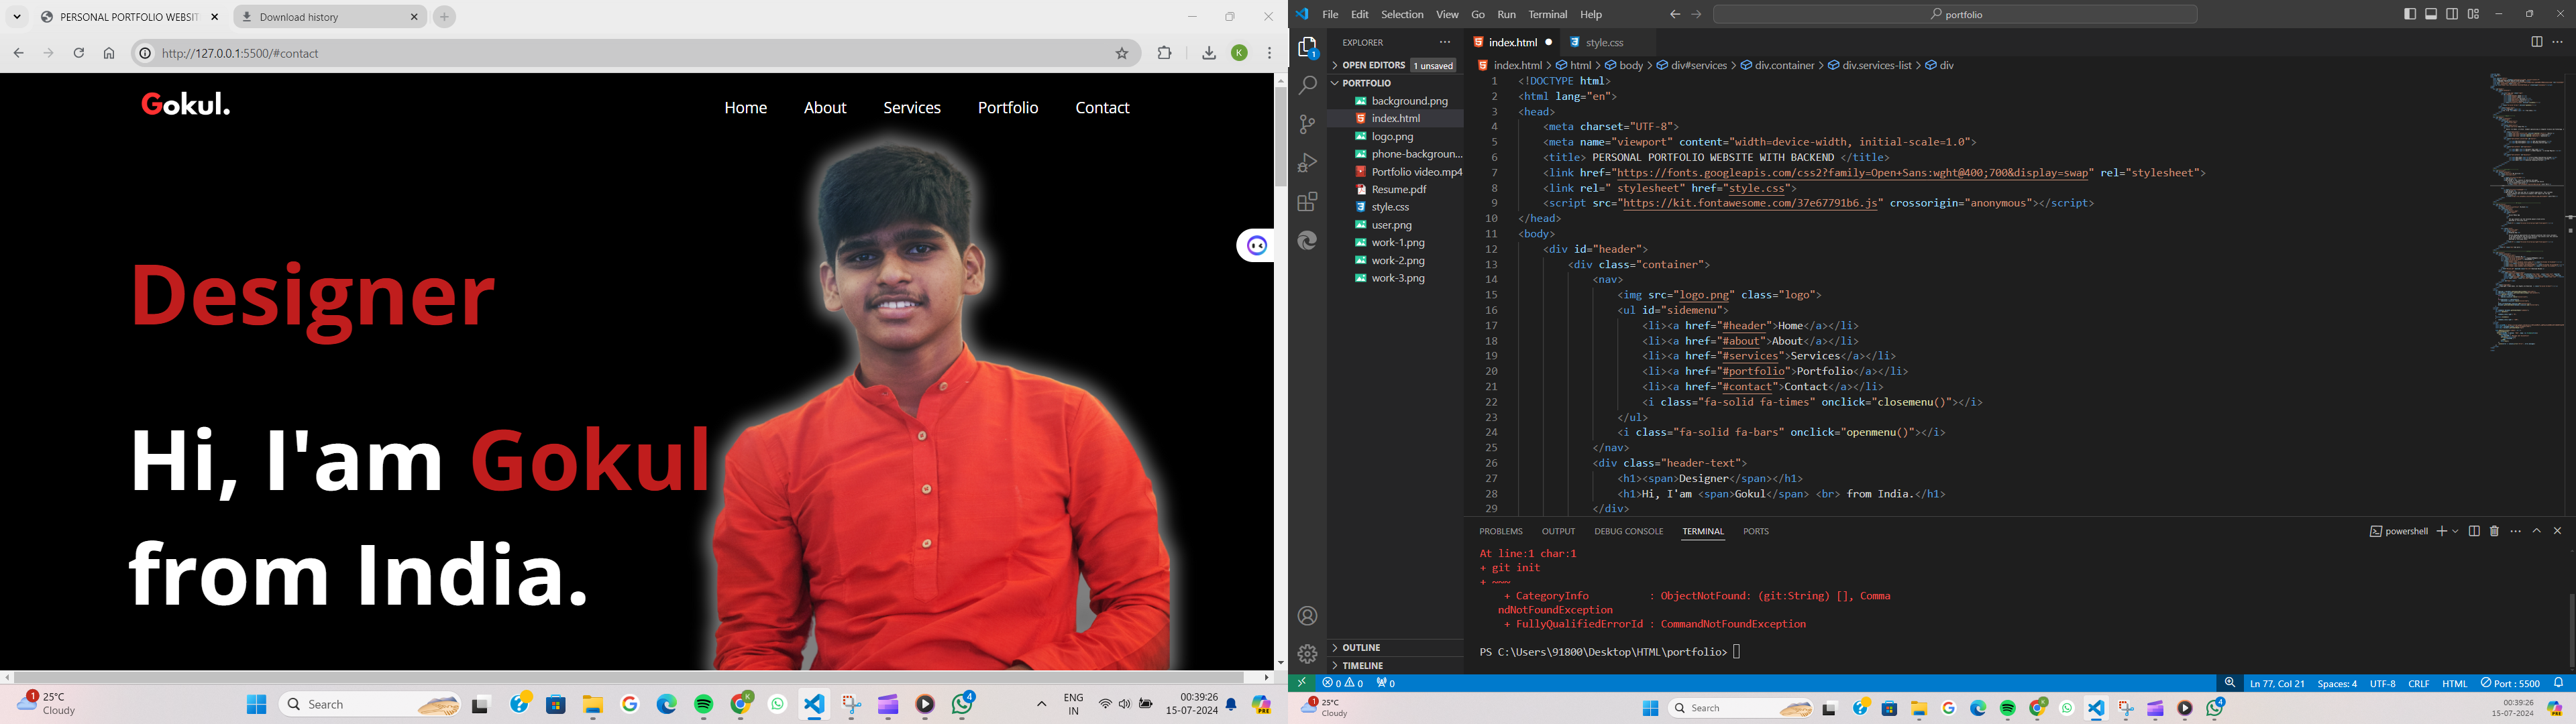 PERSONAL PORTFOLIO WEBSIT
Download history
http://127.0.0.1:5500/#contact
K
Gokul.
Home About Services Portfolio Contact
Designer
Hi, I'am Gokul
from India.
1
25°C
Cloudy
Search
K
4
ENG
IN
00:39:26
15-07-2024
File Edit Selection View Go Run Terminal Help
portfolio
EXPLORER
1
OPEN EDITORS 1 unsaved
PORTFOLIO
background.png
index.html
logo.png
phone-backgroun...
Portfolio video.mp4
Resume.pdf
style.css
user.png
work-1.png
work-2.png
work-3.png
OUTLINE
TIMELINE
index.html style.css
index.html > html > body > div#services > div.container > div.services-list > div
1 <!DOCTYPE html>
2 <html lang="en">
3 <head>
4 <meta charset="UTF-8">
5 <meta name="viewport" content="width=device-width, initial-scale=1.0">
6 <title> PERSONAL PORTFOLIO WEBSITE WITH BACKEND </title>
7 <link href="https://fonts.googleapis.com/css2?family=Open+Sans:wght@400;700&display=swap" rel="stylesheet">
8 <link rel=" stylesheet" href="style.css">
9 <script src="https://kit.fontawesome.com/37e67791b6.js" crossorigin="anonymous"></script>
10 </head>
11 <body>
12 <div id="header">
13 <div class="container">
14 <nav>
15 <img src="logo.png" class="logo">
16 <ul id="sidemenu">
17 <li><a href="#header">Home</a></li>
18 <li><a href="#about">About</a></li>
19 <li><a href="#services">Services</a></li>
20 <li><a href="#portfolio">Portfolio</a></li>
21 <li><a href="#contact">Contact</a></li>
22 <i class="fa-solid fa-times" onclick="closemenu()"></i>
23 </ul>
24 <i class="fa-solid fa-bars" onclick="openmenu()"></i>
25 </nav>
26 <div class="header-text">
27 <h1><span>Designer</span></h1>
28 <h1>Hi, I'am <span>Gokul</span> <br> from India.</h1>
29 </div>
PROBLEMS OUTPUT DEBUG CONSOLE TERMINAL PORTS
powershell
At line:1 char:1
+ git init
+ ~~~
+ CategoryInfo : ObjectNotFound: (git:String) [], Comma
ndNotFoundException
+ FullyQualifiedErrorId : CommandNotFoundException
PS C:\Users\91800\Desktop\HTML\portfolio>
0 0 0
Ln 77, Col 21 Spaces: 4 UTF-8 CRLF HTML Port : 5500
1
25°C
Cloudy
Search
4
00:39:26
15-07-2024